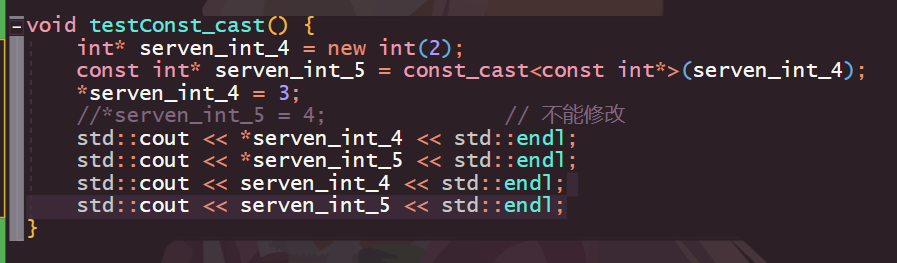 void testConst_cast() {
    int* serven_int_4 = new int(2);
    const int* serven_int_5 = const_cast<const int*>(serven_int_4);
    *serven_int_4 = 3;
    //*serven_int_5 = 4;              // 不能修改
    std::cout << *serven_int_4 << std::endl;
    std::cout << *serven_int_5 << std::endl;
    std::cout << serven_int_4 << std::endl;
    std::cout << serven_int_5 << std::endl;
}